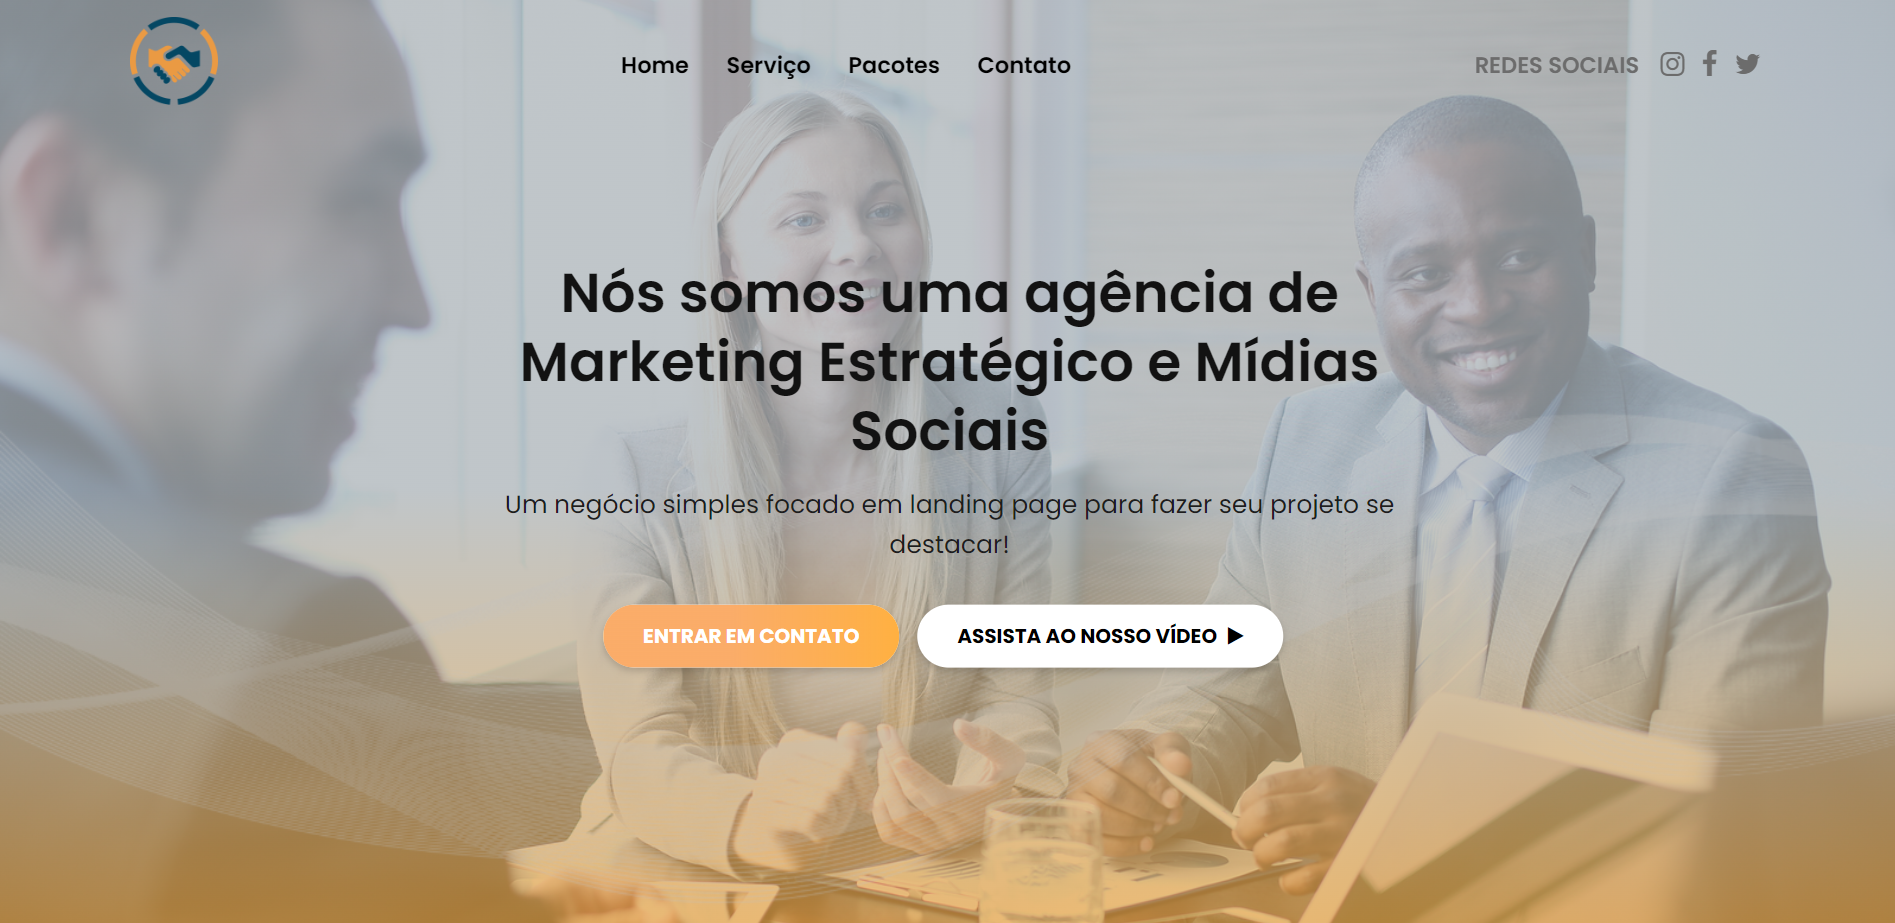 Home Serviço Pacotes Contato REDES SOCIAIS
Nós somos uma agência de
Marketing Estratégico e Mídias
Sociais
Um negócio simples focado em landing page para fazer seu projeto se
destacar!
ENTRAR EM CONTATO ASSISTA AO NOSSO VÍDEO